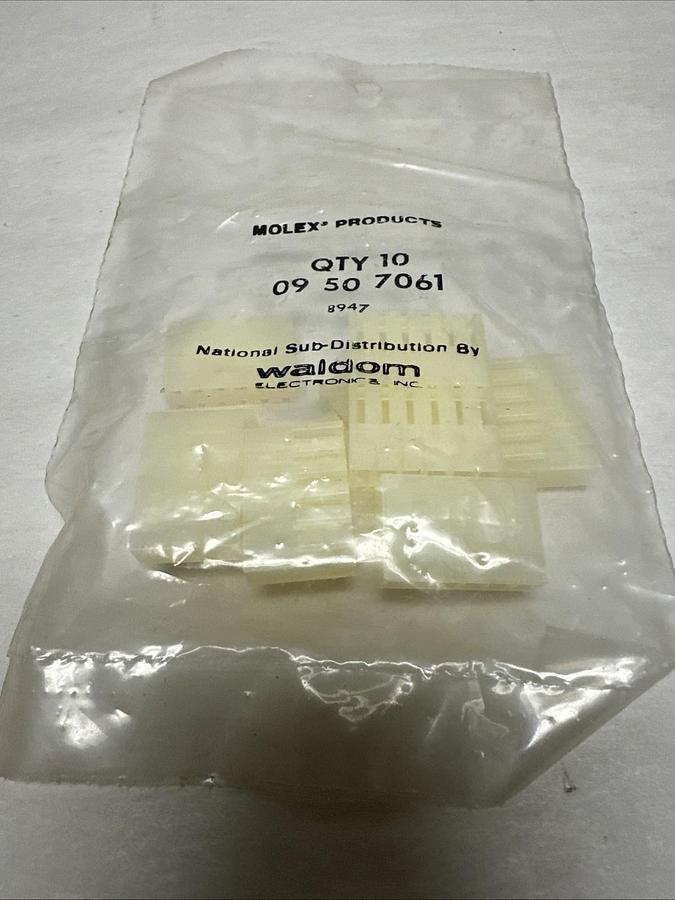 MOLEX® PRODUCTS
QTY 10
09 50 7061
8947
National Sub-Distribution By
waldom
ELECTRONICS, INC.